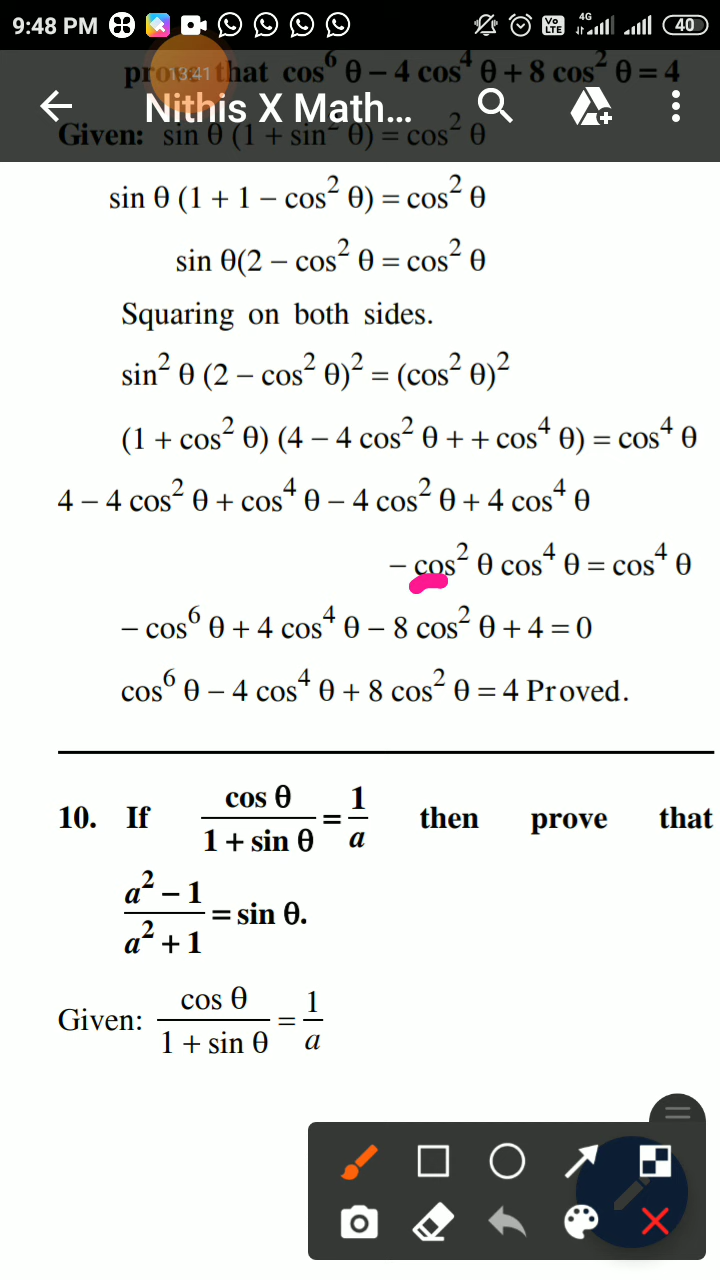 9:48 PM 4G Vo LTE 40
prove that cos⁶ θ – 4 cos⁴ θ + 8 cos² θ = 4
13:41
Nithis X Math...
Given: sin θ (1 + sin² θ) = cos² θ
sin θ (1 + 1 – cos² θ) = cos² θ
sin θ(2 – cos² θ = cos² θ
Squaring on both sides.
sin² θ (2 – cos² θ)² = (cos² θ)²
(1 + cos² θ) (4 – 4 cos² θ + + cos⁴ θ) = cos⁴ θ
4 – 4 cos² θ + cos⁴ θ – 4 cos² θ + 4 cos⁴ θ
– cos² θ cos⁴ θ = cos⁴ θ
– cos⁶ θ + 4 cos⁴ θ – 8 cos² θ + 4 = 0
cos⁶ θ – 4 cos⁴ θ + 8 cos² θ = 4 Proved.
10. If cos θ / 1 + sin θ = 1 / a then prove that
a² – 1 / a² + 1 = sin θ.
Given: cos θ / 1 + sin θ = 1 / a